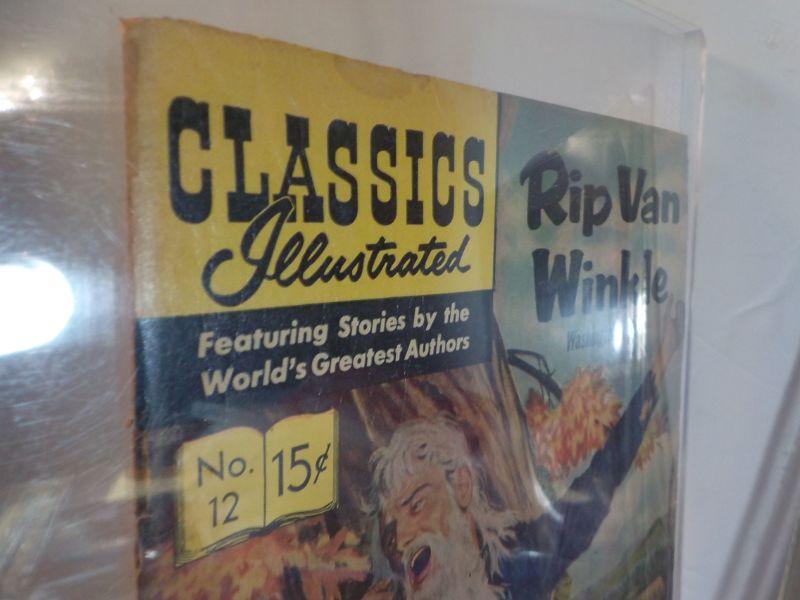 CLASSICS
Illustrated
Featuring Stories by the
World's Greatest Authors
No.
12
15¢
Rip Van
Winkle